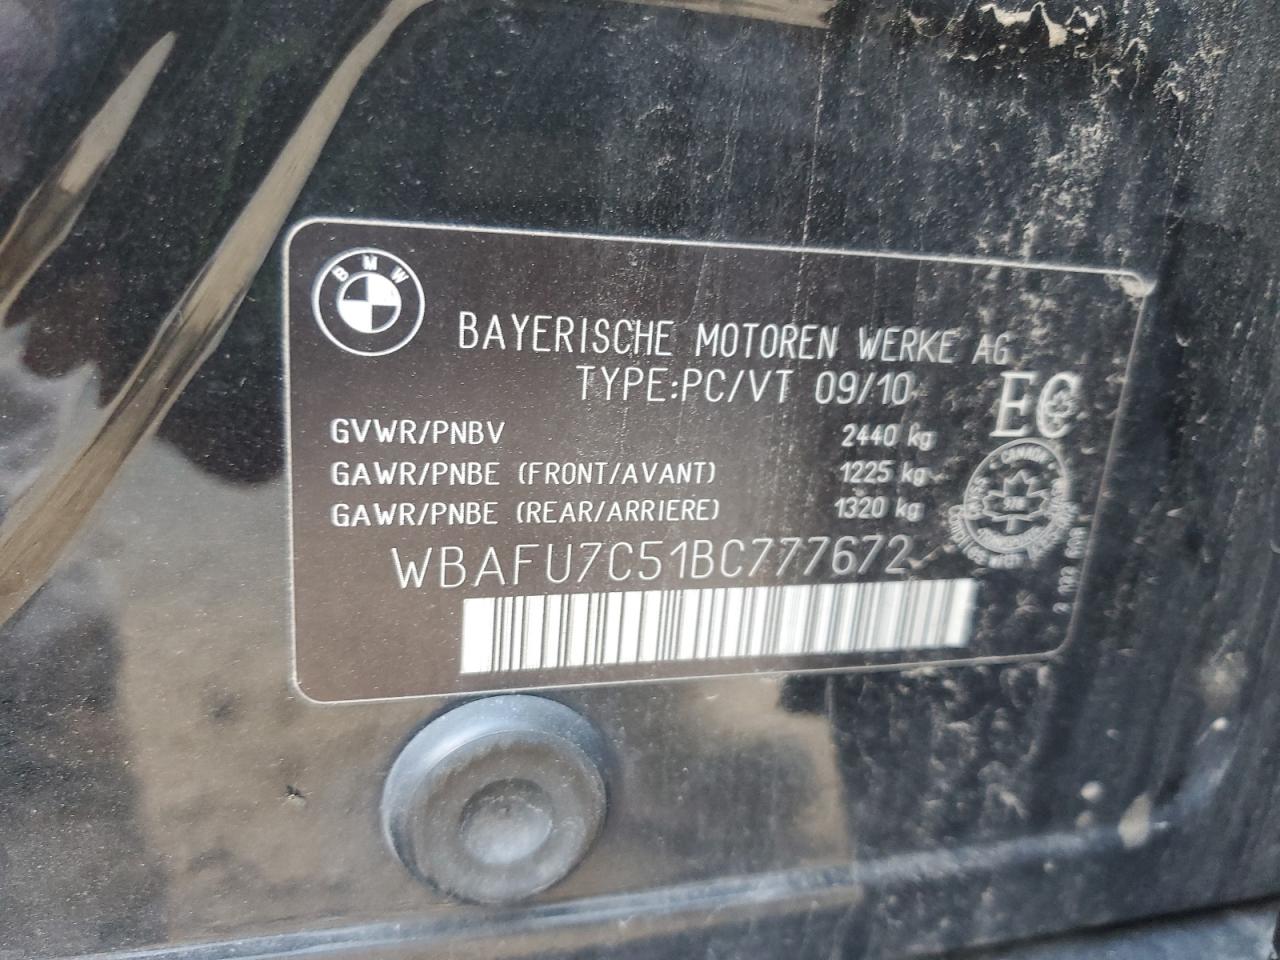 BMW
BAYERISCHE MOTOREN WERKE AG
TYPE:PC/VT 09/10
EC
GVWR/PNBV 2440 kg
GAWR/PNBE (FRONT/AVANT) 1225 kg
GAWR/PNBE (REAR/ARRIERE) 1320 kg
CANADA
WBAFU7C51BC777672